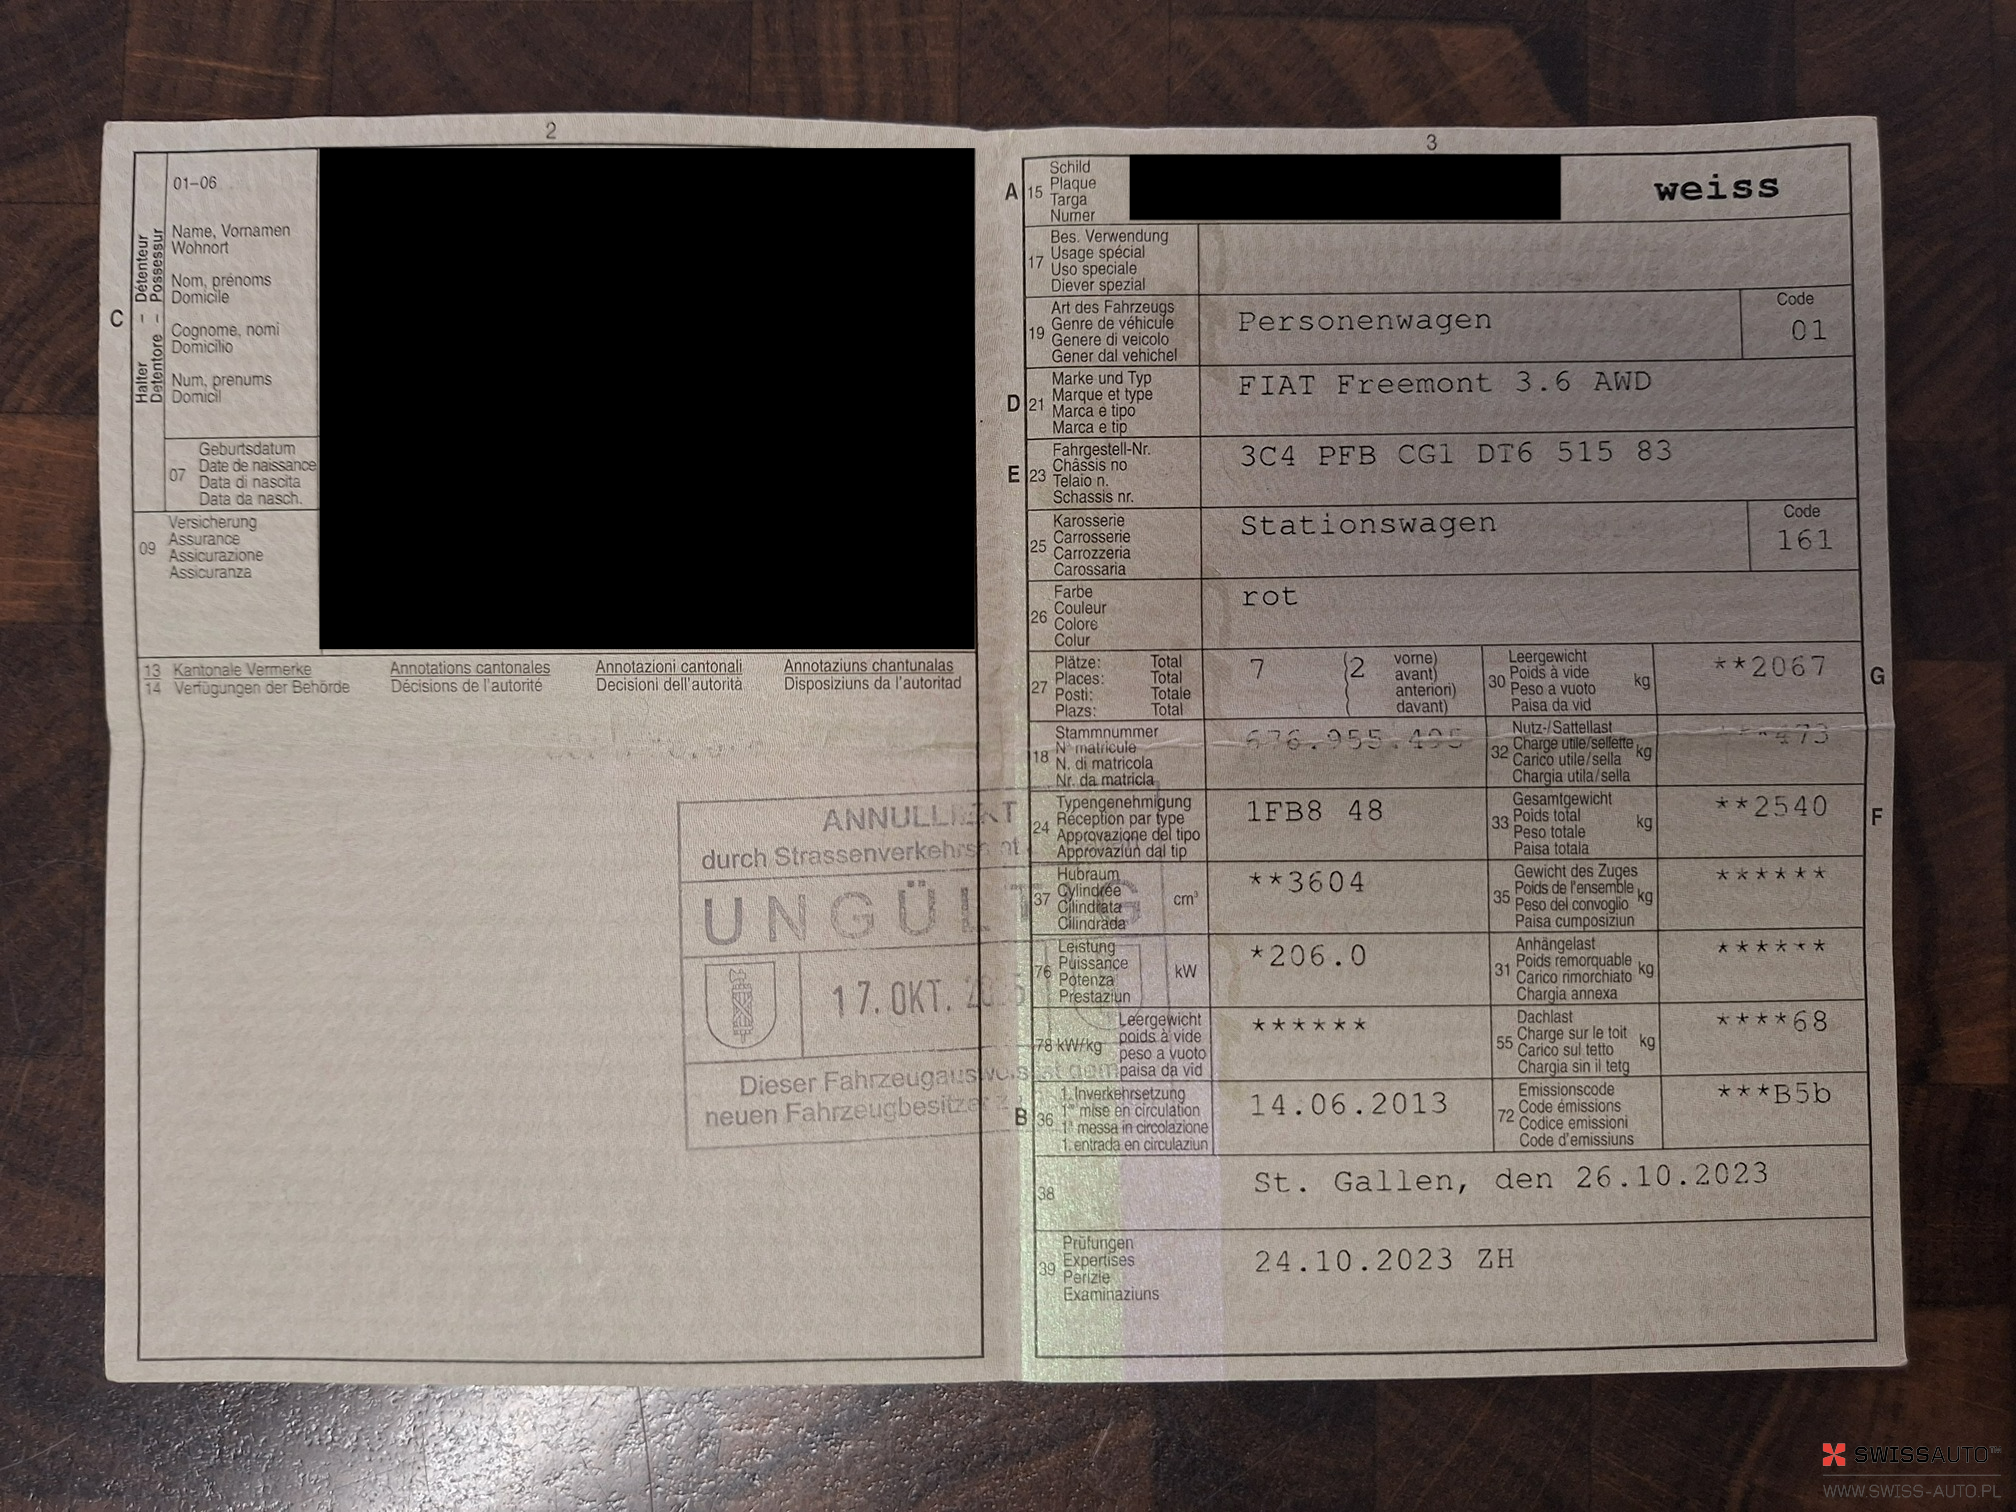 2
01–06
Name, Vornamen
Wohnort
Nom, prénoms
Domicile
Cognome, nomi
Domicilio
Num, prenums
Domicil
C
Halter – Détenteur
Detentore – Possessur
07
Geburtsdatum
Date de naissance
Data di nascita
Data da nasch.
09
Versicherung
Assurance
Assicurazione
Assicuranza
13 Kantonale Vermerke Annotations cantonales Annotazioni cantonali Annotaziuns chantunalas
14 Verfügungen der Behörde Décisions de l'autorité Decisioni dell'autorità Disposiziuns da l'autoritad
ANNULLIERT
durch Strassenverkehrsamt
UNGÜLTIG
17. OKT.
Dieser Fahrzeugausweis ist dem
neuen Fahrzeugbesitzer
3
A 15
Schild
Plaque
Targa
Numer
weiss
17
Bes. Verwendung
Usage spécial
Uso speciale
Diever spezial
19
Art des Fahrzeugs
Genre de véhicule
Genere di veicolo
Gener dal vehichel
Personenwagen
Code
01
D 21
Marke und Typ
Marque et type
Marca e tipo
Marca e tip
FIAT Freemont 3.6 AWD
E 23
Fahrgestell-Nr.
Châssis no
Telaio n.
Schassis nr.
3C4 PFB CG1 DT6 515 83
25
Karosserie
Carrosserie
Carrozzeria
Carossaria
Stationswagen
Code
161
26
Farbe
Couleur
Colore
Colur
rot
27
Plätze: Total
Places: Total
Posti: Totale
Plazs: Total
7 (2
vorne)
avant)
anteriori)
davant)
30
Leergewicht
Poids à vide
Peso a vuoto
Paisa da vid
kg
**2067
G
18
Stammnummer
N° matricule
N. di matricola
Nr. da matricla
676.955.495
32
Nutz-/Sattellast
Charge utile/sellette
Carico utile/sella
Chargia utila/sella
kg
***473
24
Typengenehmigung
Réception par type
Approvazione del tipo
Approvaziun dal tip
1FB8 48
33
Gesamtgewicht
Poids total
Peso totale
Paisa totala
kg
**2540
F
37
Hubraum
Cylindrée
Cilindrata
Cilindrada
cm³
**3604
35
Gewicht des Zuges
Poids de l'ensemble
Peso del convoglio
Paisa cumposiziun
kg
******
76
Leistung
Puissance
Potenza
Prestaziun
kW
*206.0
31
Anhängelast
Poids remorquable
Carico rimorchiato
Chargia annexa
kg
******
78 kW/kg
Leergewicht
poids à vide
peso a vuoto
paisa da vid
******
55
Dachlast
Charge sur le toit
Carico sul tetto
Chargia sin il tetg
kg
****68
B 36
1. Inverkehrsetzung
1re mise en circulation
1a messa in circolazione
1. entrada en circulaziun
14.06.2013
72
Emissionscode
Code émissions
Codice emissioni
Code d'emissiuns
***B5b
38
St. Gallen, den 26.10.2023
39
Prüfungen
Expertises
Perizie
Examinaziuns
24.10.2023 ZH
SWISSAUTO™
WWW.SWISS-AUTO.PL